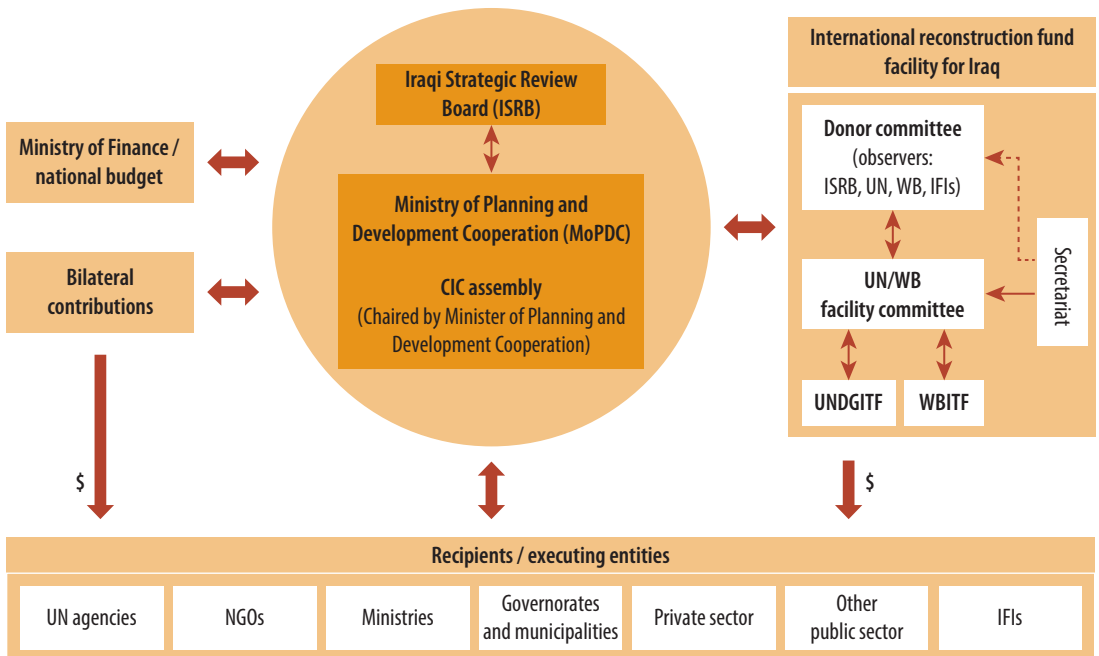 Ministry of Finance /
national budget
Bilateral
contributions
$
Iraqi Strategic Review
Board (ISRB)
Ministry of Planning and
Development Cooperation (MoPDC)
CIC assembly
(Chaired by Minister of Planning and
Development Cooperation)
International reconstruction fund
facility for Iraq
Donor committee
(observers:
ISRB, UN, WB, IFIs)
UN/WB
facility committee
Secretariat
UNDGITF
WBITF
$
Recipients / executing entities
UN agencies
NGOs
Ministries
Governorates
and municipalities
Private sector
Other
public sector
IFIs